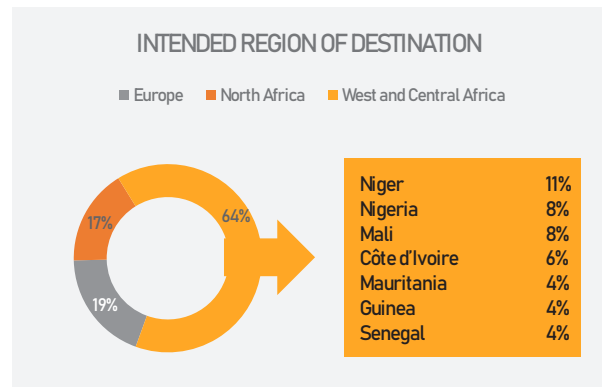 INTENDED REGION OF DESTINATION
Europe North Africa West and Central Africa
64%
17%
19%
Niger 11%
Nigeria 8%
Mali 8%
Côte d'Ivoire 6%
Mauritania 4%
Guinea 4%
Senegal 4%